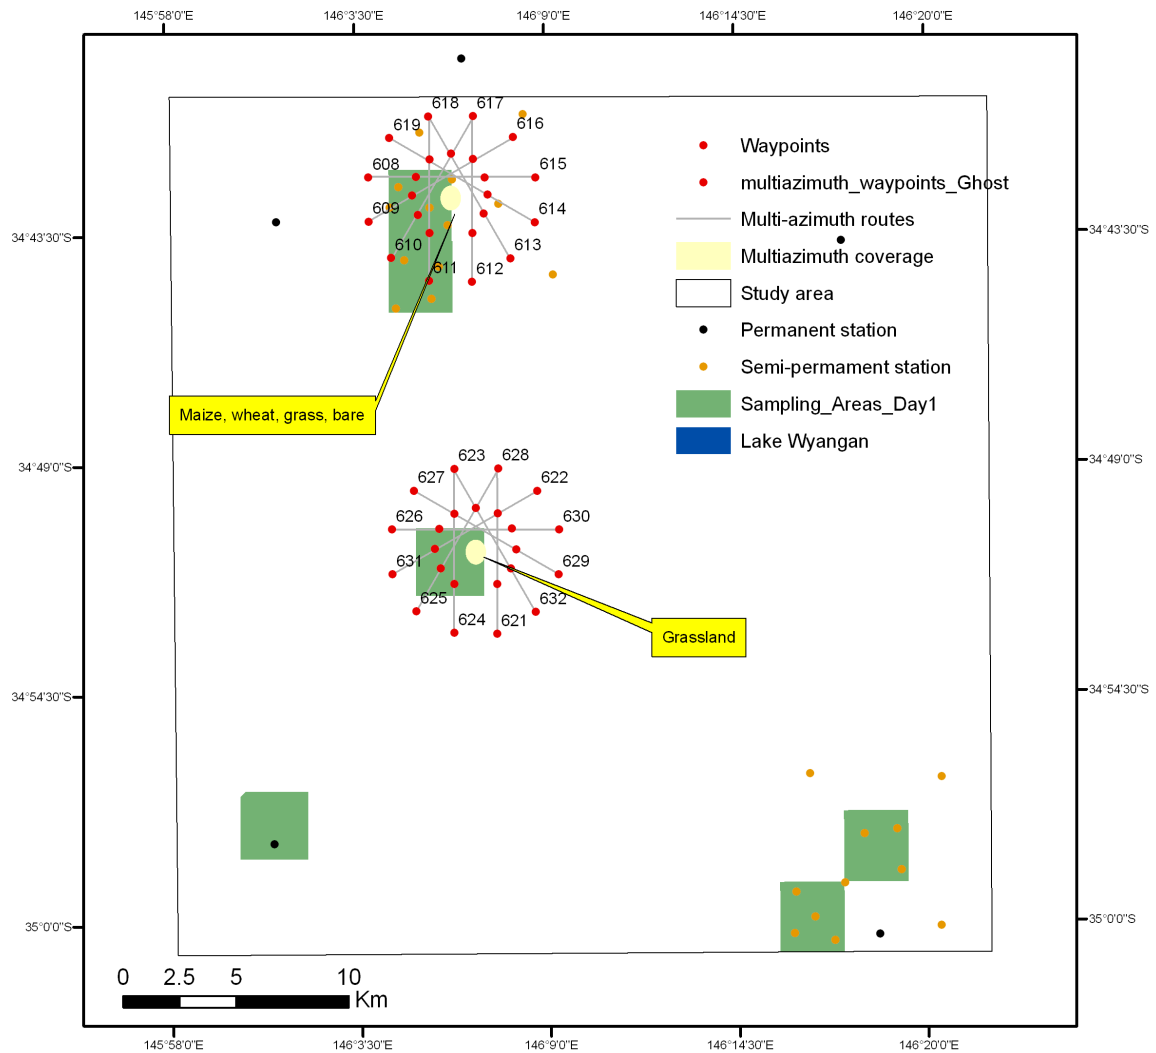 145°58'0"E 146°3'30"E 146°9'0"E 146°14'30"E 146°20'0"E
618 617
619 616
608 615
609 614
610 613
611 612
Waypoints
multiazimuth_waypoints_Ghost
Multi-azimuth routes
Multiazimuth coverage
Study area
Permanent station
Semi-permament station
Sampling_Areas_Day1
Lake Wyangan
34°43'30"S 34°43'30"S
Maize, wheat, grass, bare
34°49'0"S 34°49'0"S
623 628
627 622
626 630
631 629
625 632
624 621
Grassland
34°54'30"S 34°54'30"S
35°0'0"S 35°0'0"S
0 2.5 5 10
Km
145°58'0"E 146°3'30"E 146°9'0"E 146°14'30"E 146°20'0"E